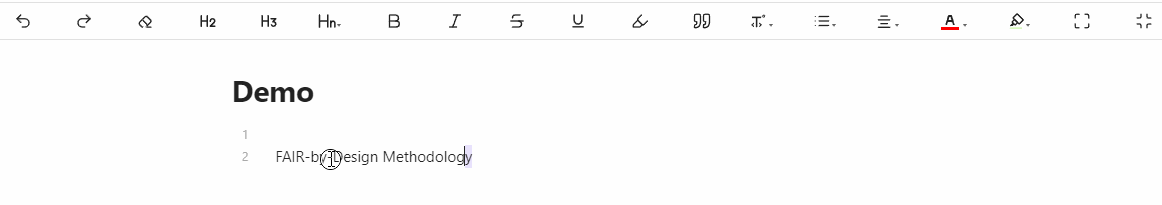 H2 H3 Hn B I S U T A
Demo
1
2 FAIR-by-Design Methodology